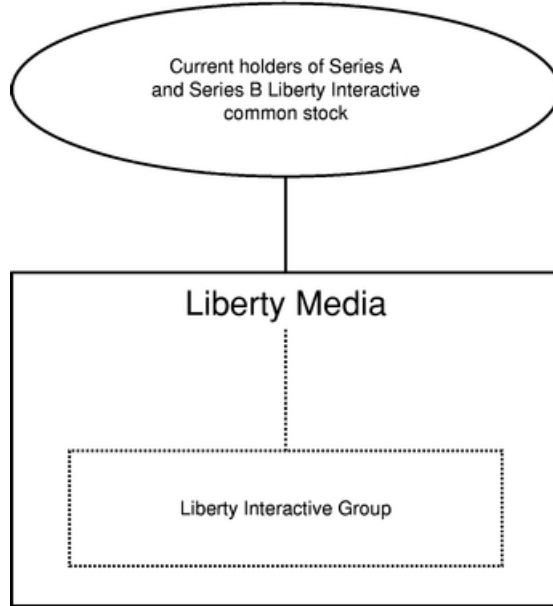 Current holders of Series A
and Series B Liberty Interactive
common stock
Liberty Media
Liberty Interactive Group